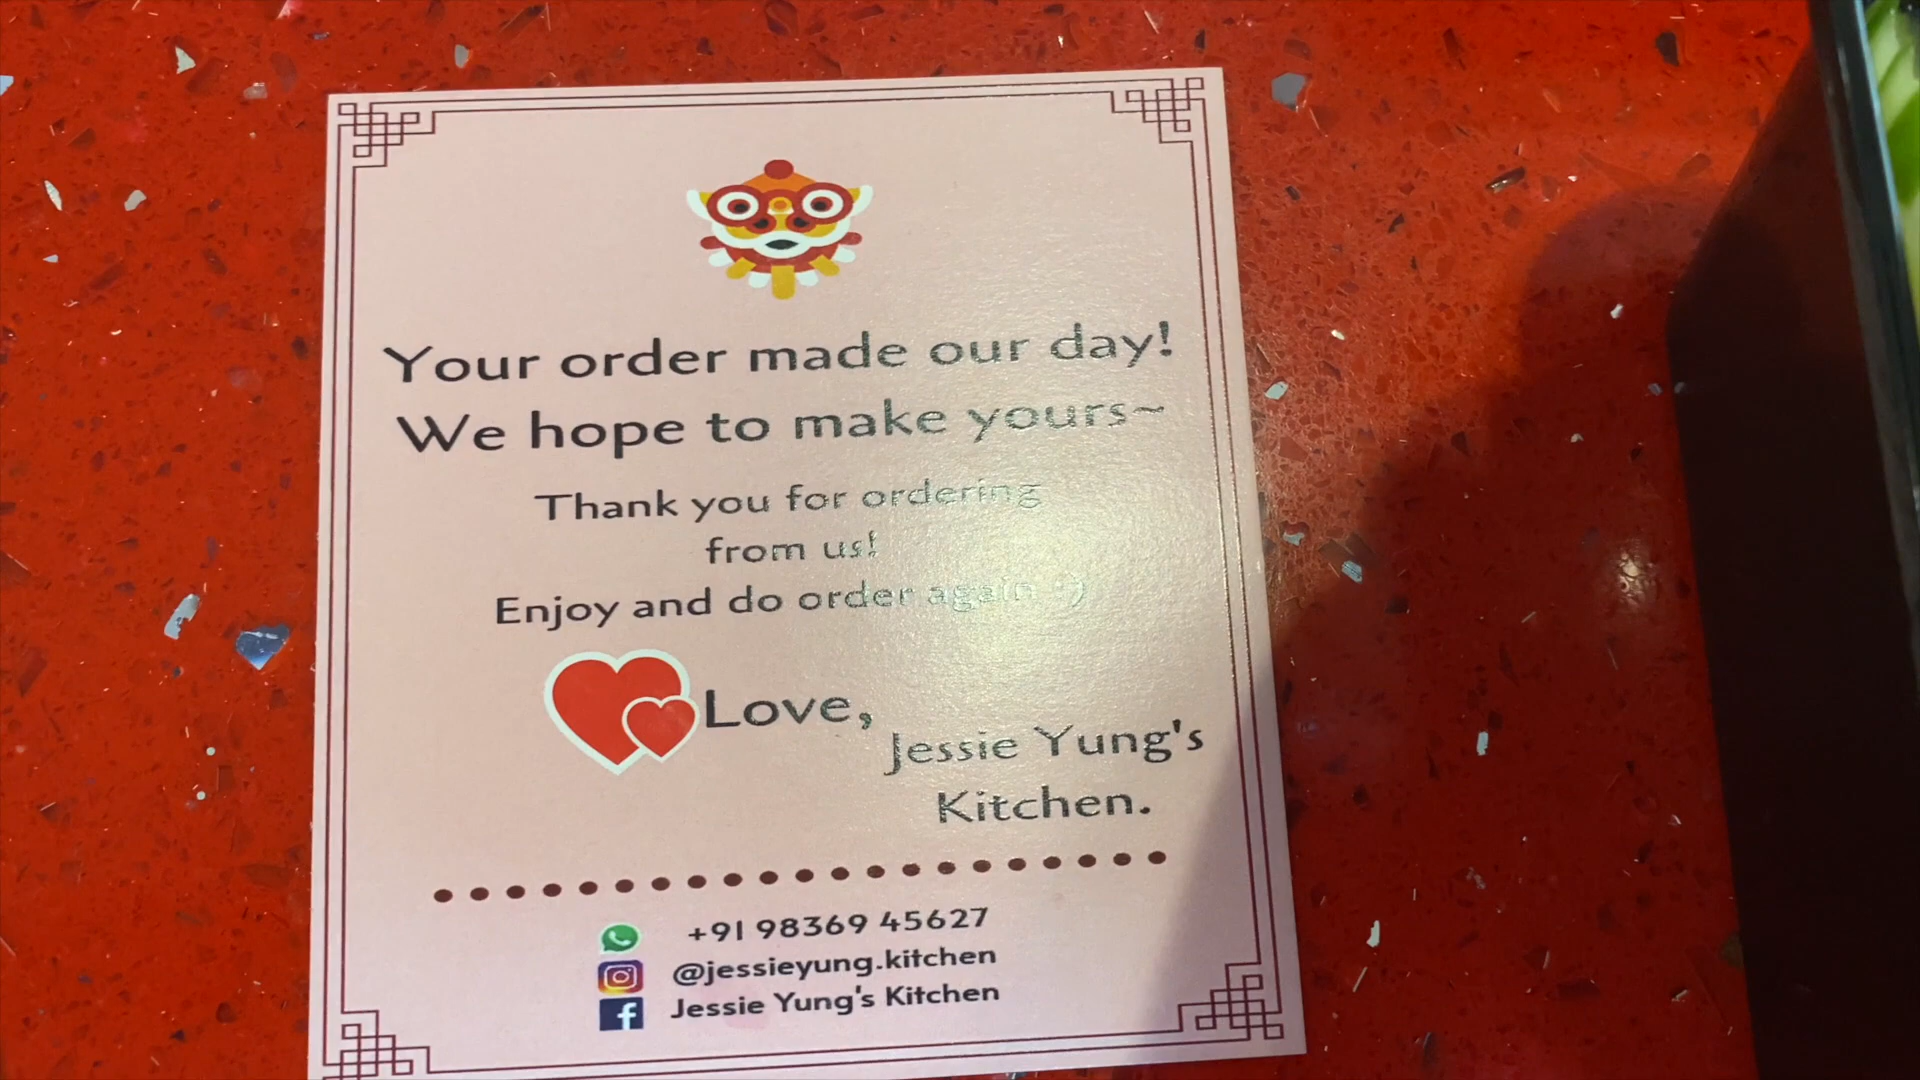 Your order made our day!
We hope to make yours~
Thank you for ordering
from us!
Enjoy and do order again :)
Love,
Jessie Yung's
Kitchen.
+91 98369 45627
@jessieyung.kitchen
Jessie Yung's Kitchen